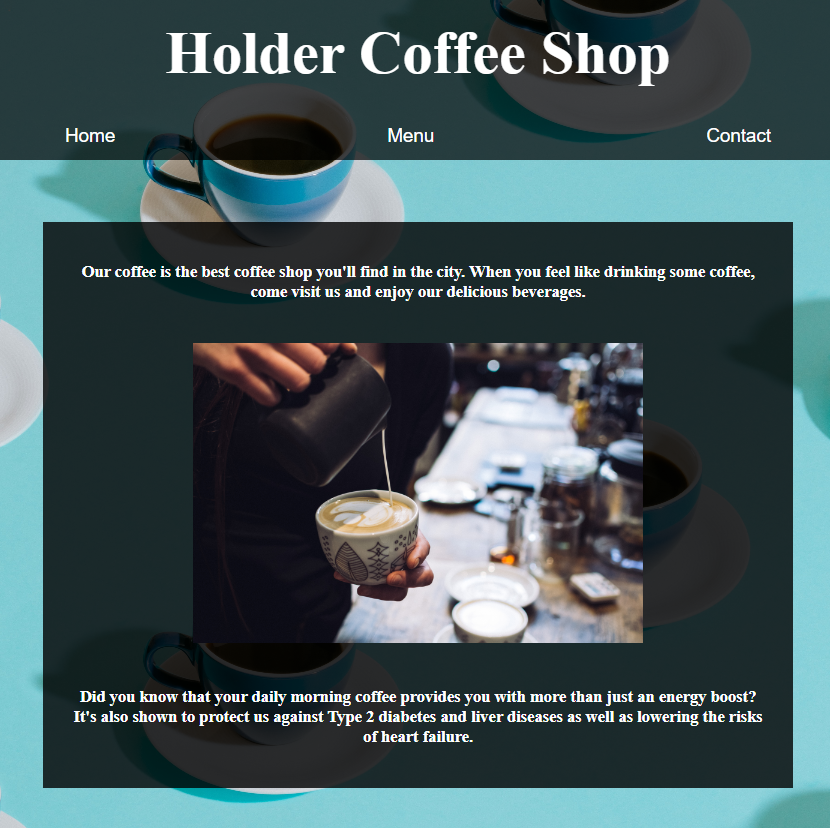 Holder Coffee Shop
Home
Menu
Contact
Our coffee is the best coffee shop you'll find in the city. When you feel like drinking some coffee,
come visit us and enjoy our delicious beverages.
Did you know that your daily morning coffee provides you with more than just an energy boost?
It's also shown to protect us against Type 2 diabetes and liver diseases as well as lowering the risks
of heart failure.